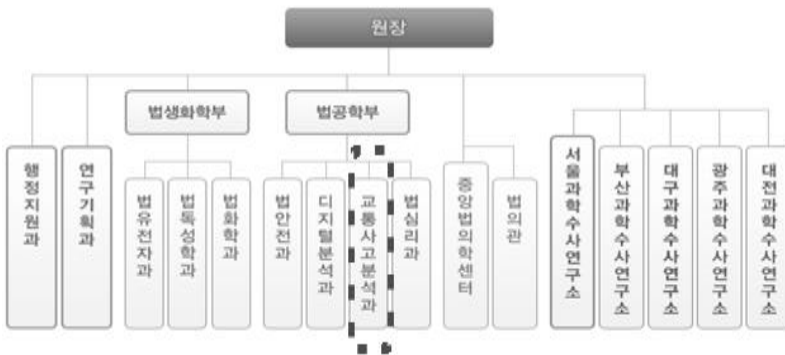 원장
법생화학부
법공학부
행정지원과
연구기획과
법유전자과
법독성학과
법화학과
법안전과
디지털분석과
교통사고분석과
법심리과
중앙법의학센터
법의관
서울과학수사연구소
부산과학수사연구소
대구과학수사연구소
광주과학수사연구소
대전과학수사연구소